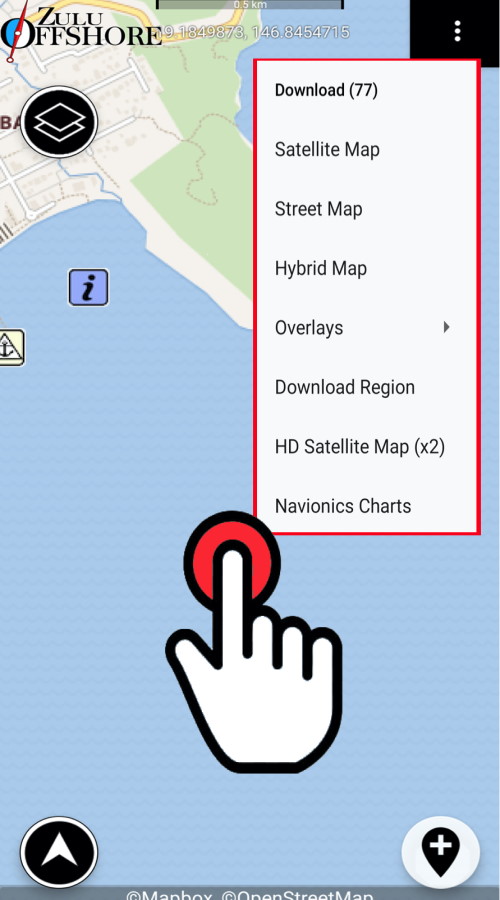 0.5 km
ZULU
OFFSHORE
1849873, 146.8454715
BA
Download (77)
Satellite Map
Street Map
Hybrid Map
i
Overlays
Download Region
HD Satellite Map (x2)
Navionics Charts
©Mapbox, ©OpenStreetMap